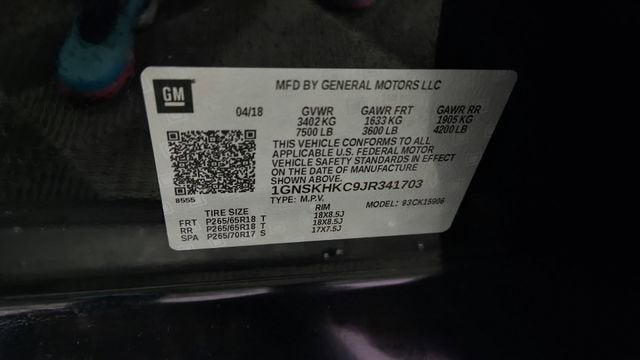 GM
MFD BY GENERAL MOTORS LLC
04/18 GVWR GAWR FRT GAWR RR
3402 KG 1633 KG 1905 KG
7500 LB 3600 LB 4200 LB
THIS VEHICLE CONFORMS TO ALL
APPLICABLE U.S. FEDERAL MOTOR
VEHICLE SAFETY STANDARDS IN EFFECT
ON THE DATE OF MANUFACTURE
SHOWN ABOVE.
8555 1GNSKHKC9JR341703
TYPE: M.P.V. MODEL: 93CK15906
TIRE SIZE RIM
FRT P265/65R18 T 18X8.5J
RR P265/65R18 T 18X8.5J
SPA P265/70R17 S 17X7.5J